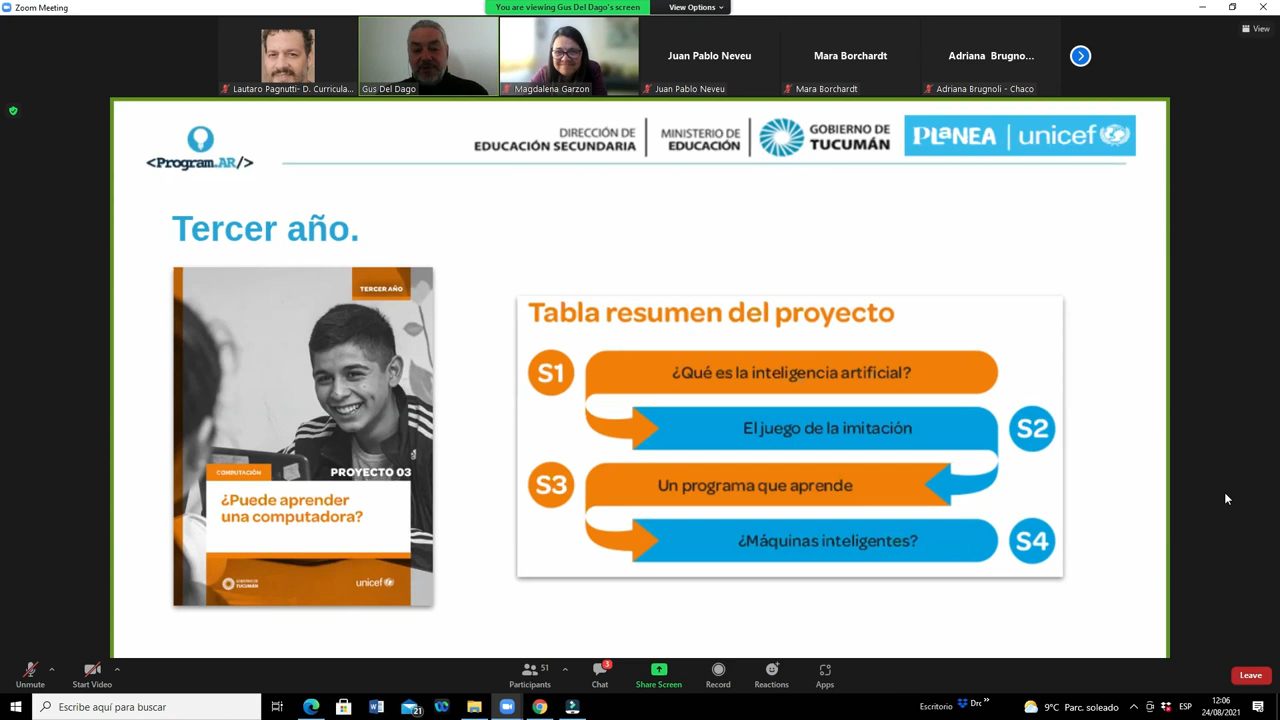 Zoom Meeting
You are viewing Gus Del Dago's screen
View Options
View
Juan Pablo Neveu
Mara Borchardt
Adriana Brugno...
Lautaro Pagnutti- D. Curricula...
Gus Del Dago
Magdalena Garzon
Juan Pablo Neveu
Mara Borchardt
Adriana Brugnoli - Chaco
<Program.AR/>
DIRECCIÓN DE
EDUCACIÓN SECUNDARIA
MINISTERIO DE
EDUCACIÓN
GOBIERNO DE
TUCUMÁN
PLaNEA | unicef
Tercer año.
TERCER AÑO
COMPUTACIÓN
PROYECTO 03
¿Puede aprender
una computadora?
GOBIERNO DE
TUCUMÁN
unicef
Tabla resumen del proyecto
S1 ¿Qué es la inteligencia artificial?
El juego de la imitación S2
S3 Un programa que aprende
¿Máquinas inteligentes? S4
Unmute
Start Video
51
Participants
3
Chat
Share Screen
Record
Reactions
Apps
Leave
Escribe aquí para buscar
21
Escritorio
Drc
9°C Parc. soleado
ESP
12:06
24/08/2021